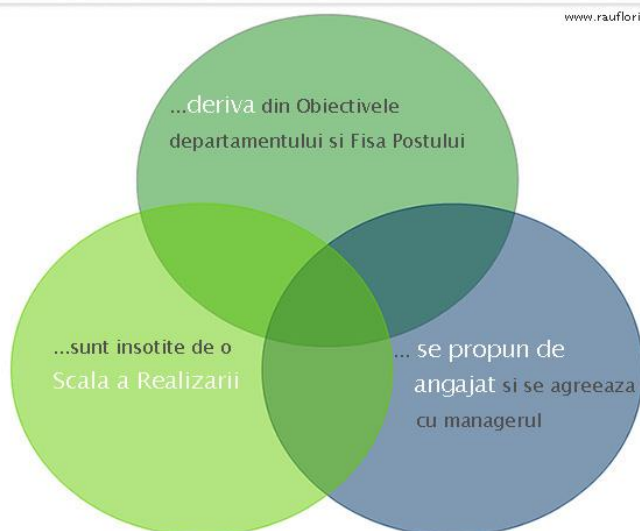 www.rauflori
...deriva din Obiectivele
departamentului si Fisa Postului
...sunt insotite de o
Scala a Realizarii
... se propun de
angajat si se agreeaza
cu managerul